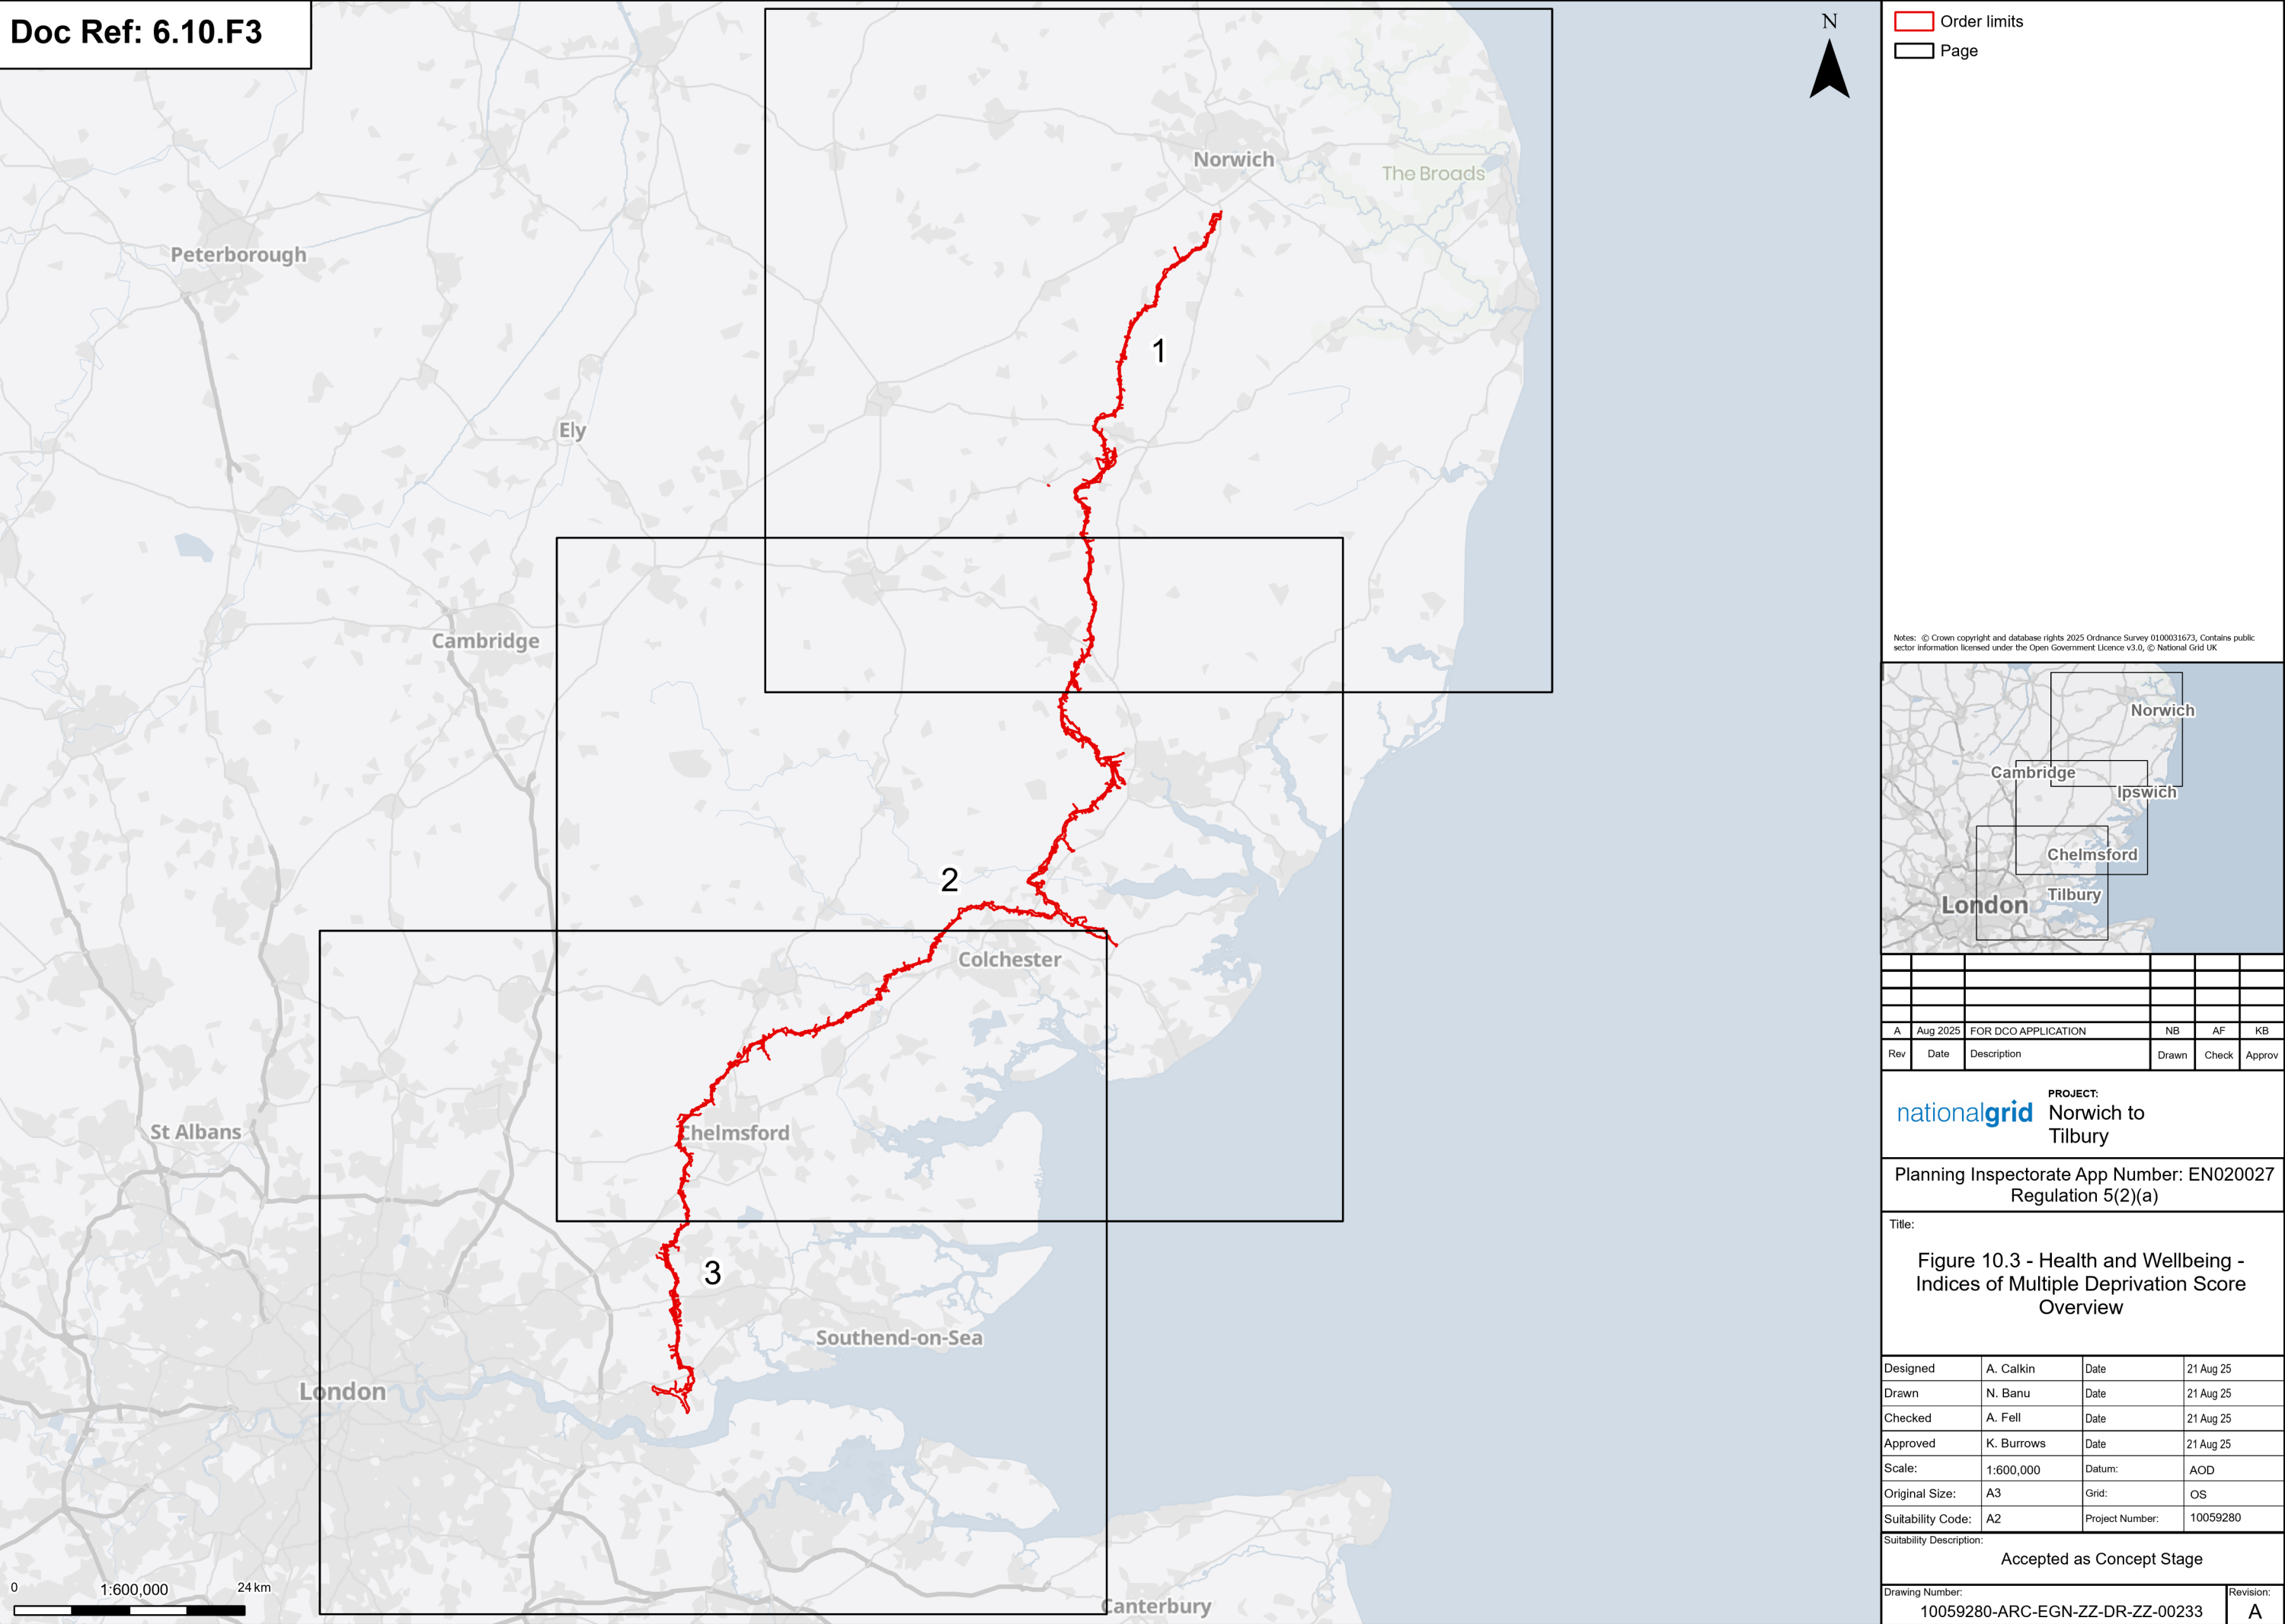 Doc Ref: 6.10.F3
N
Norwich
The Broads
Peterborough
1
Ely
Cambridge
2
Colchester
St Albans
Chelmsford
3
Southend-on-Sea
London
Canterbury
0 1:600,000 24 km
Order limits
Page
Notes: © Crown copyright and database rights 2025 Ordnance Survey 0100031673, Contains public
sector information licensed under the Open Government Licence v3.0, © National Grid UK
Norwich
Cambridge
Ipswich
Chelmsford
Tilbury
London
A Aug 2025 FOR DCO APPLICATION NB AF KB
Rev Date Description Drawn Check Approv
nationalgrid
PROJECT:
Norwich to
Tilbury
Planning Inspectorate App Number: EN020027
Regulation 5(2)(a)
Title:
Figure 10.3 - Health and Wellbeing -
Indices of Multiple Deprivation Score
Overview
Designed A. Calkin Date 21 Aug 25
Drawn N. Banu Date 21 Aug 25
Checked A. Fell Date 21 Aug 25
Approved K. Burrows Date 21 Aug 25
Scale: 1:600,000 Datum: AOD
Original Size: A3 Grid: OS
Suitability Code: A2 Project Number: 10059280
Suitability Description:
Accepted as Concept Stage
Drawing Number:
10059280-ARC-EGN-ZZ-DR-ZZ-00233
Revision:
A